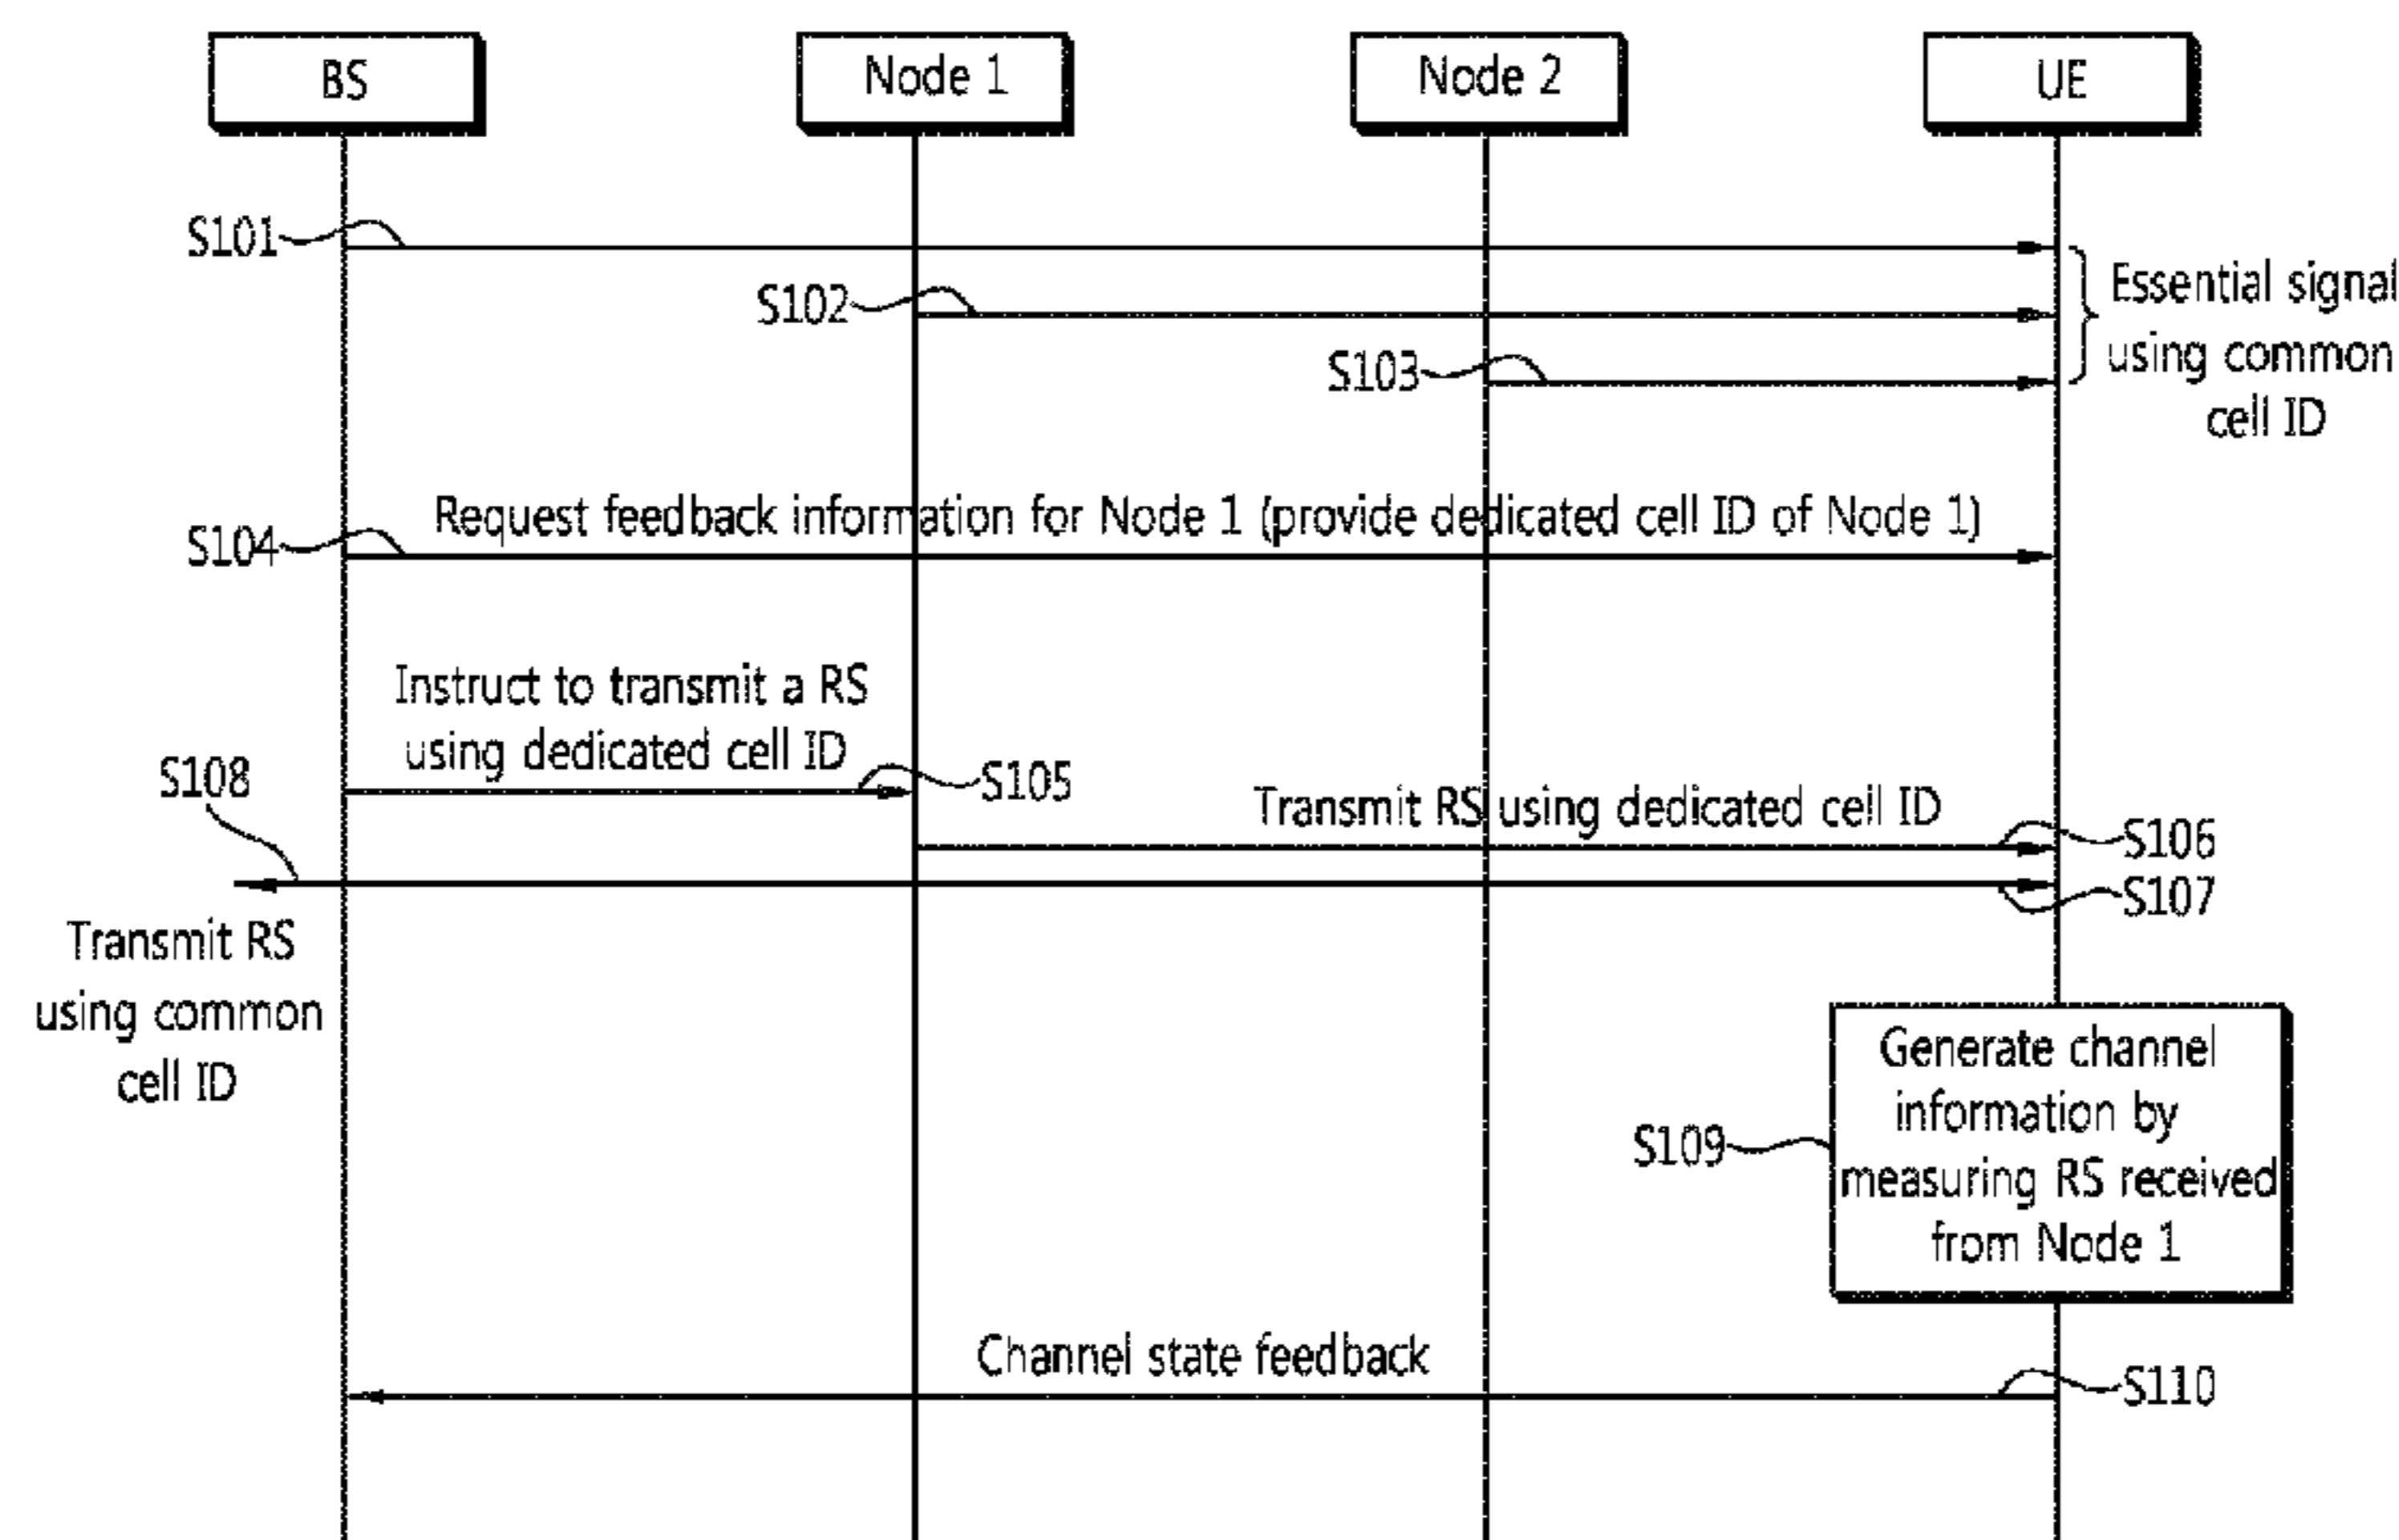 BS
Node 1
Node 2
UE
S101
S102
S103
Essential signal
using common
cell ID
Request feedback information for Node 1 (provide dedicated cell ID of Node 1)
S104
Instruct to transmit a RS
using dedicated cell ID
S105
S108
Transmit RS using dedicated cell ID
S106
S107
Transmit RS
using common
cell ID
Generate channel
information by
measuring RS received
from Node 1
S109
Channel state feedback
S110